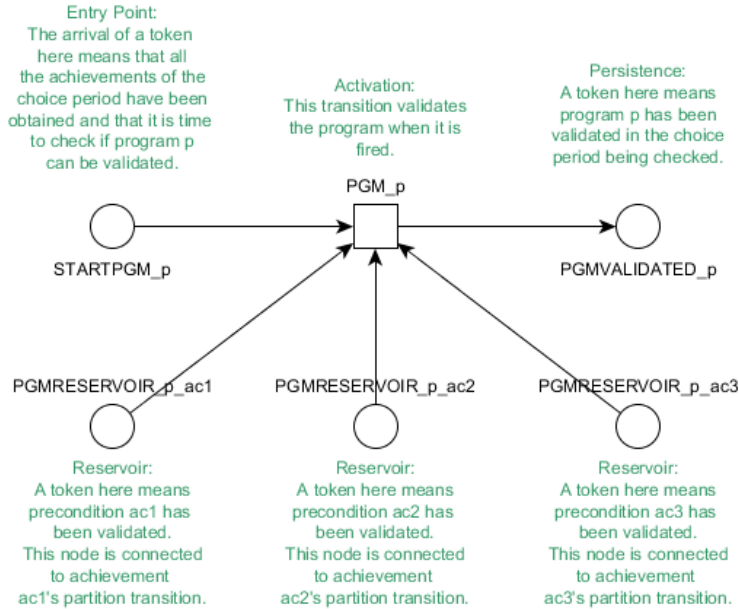 Entry Point:
The arrival of a token
here means that all
the achievements of the
choice period have been
obtained and that it is time
to check if program p
can be validated.
Activation:
This transition validates
the program when it is
fired.
Persistence:
A token here means
program p has been
validated in the choice
period being checked.
PGM_p
STARTPGM_p
PGMVALIDATED_p
PGMRESERVOIR_p_ac1
PGMRESERVOIR_p_ac2
PGMRESERVOIR_p_ac3
Reservoir:
A token here means
precondition ac1 has
been validated.
This node is connected
to achievement
ac1's partition transition.
Reservoir:
A token here means
precondition ac2 has
been validated.
This node is connected
to achievement
ac2's partition transition.
Reservoir:
A token here means
precondition ac3 has
been validated.
This node is connected
to achievement
ac3's partition transition.